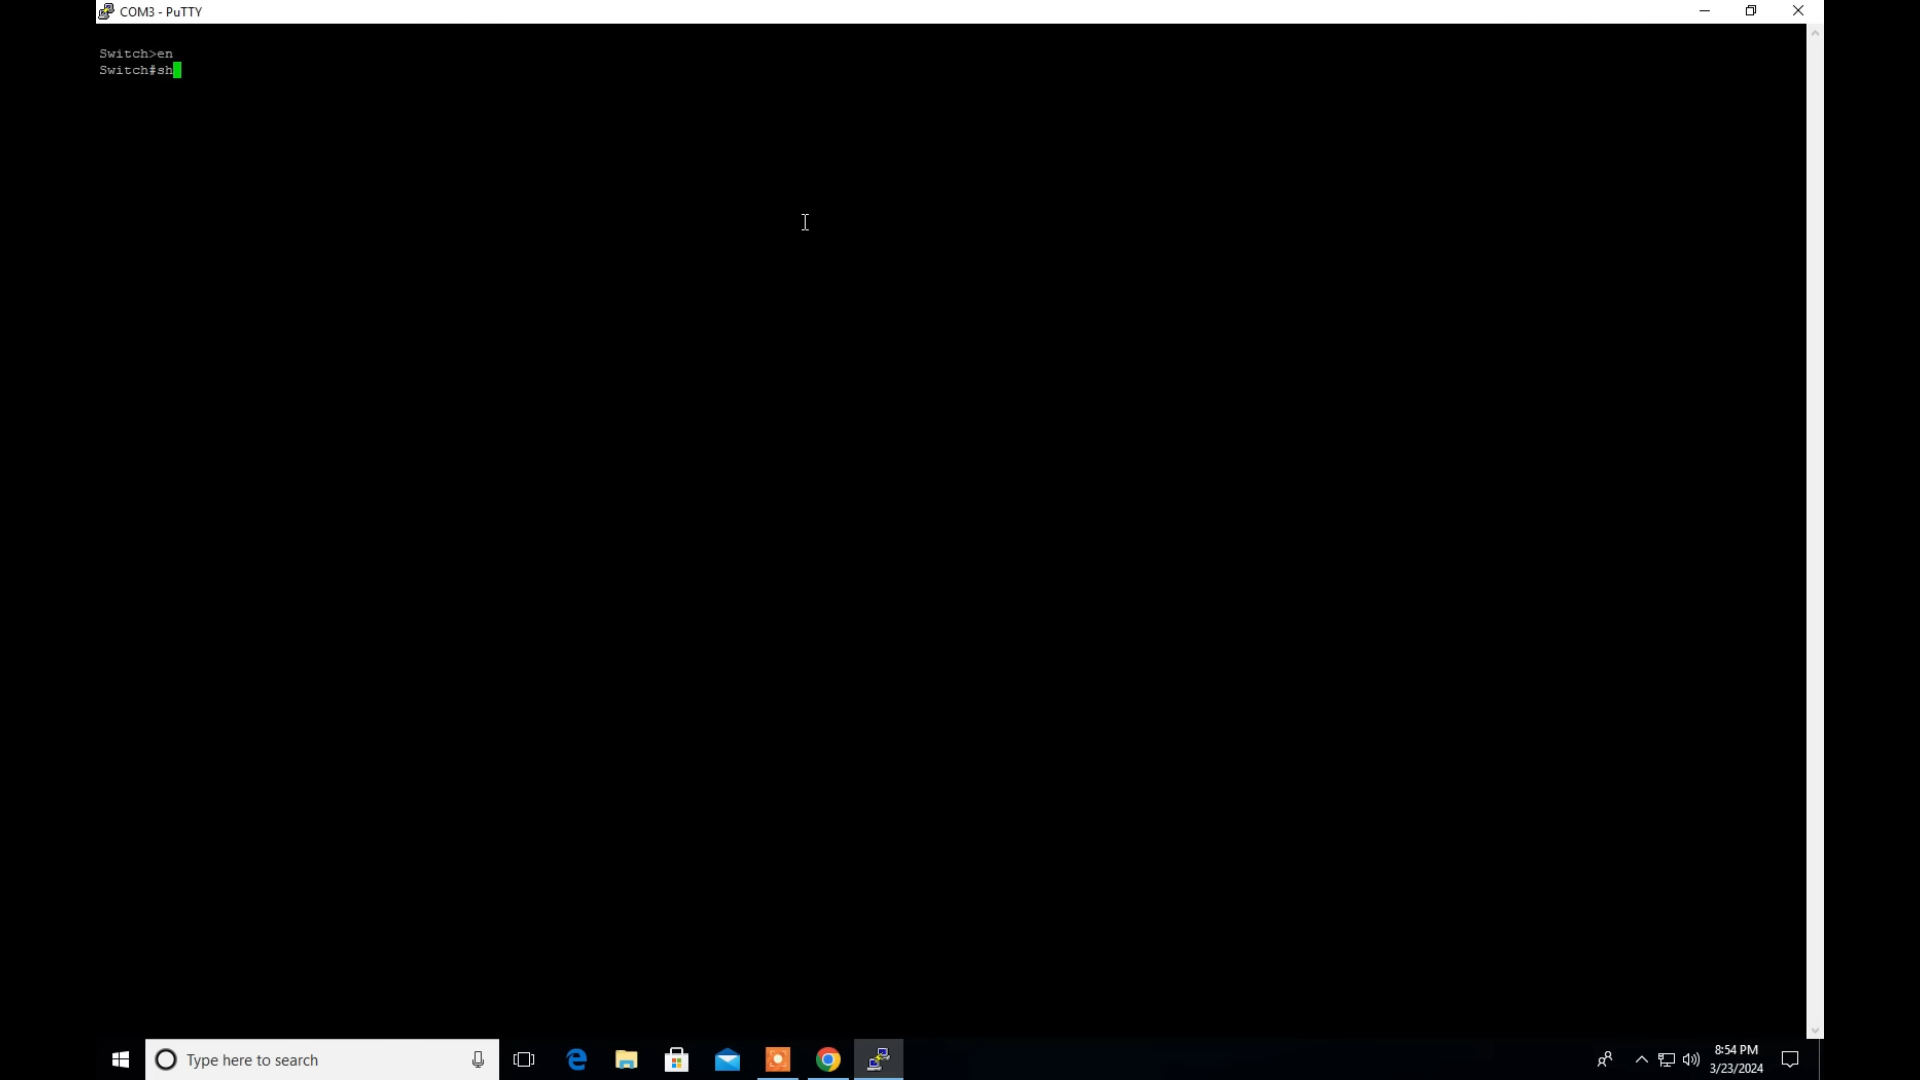 COM3 - PuTTY
Switch>en
Switch#sh
Type here to search
8:54 PM
3/23/2024